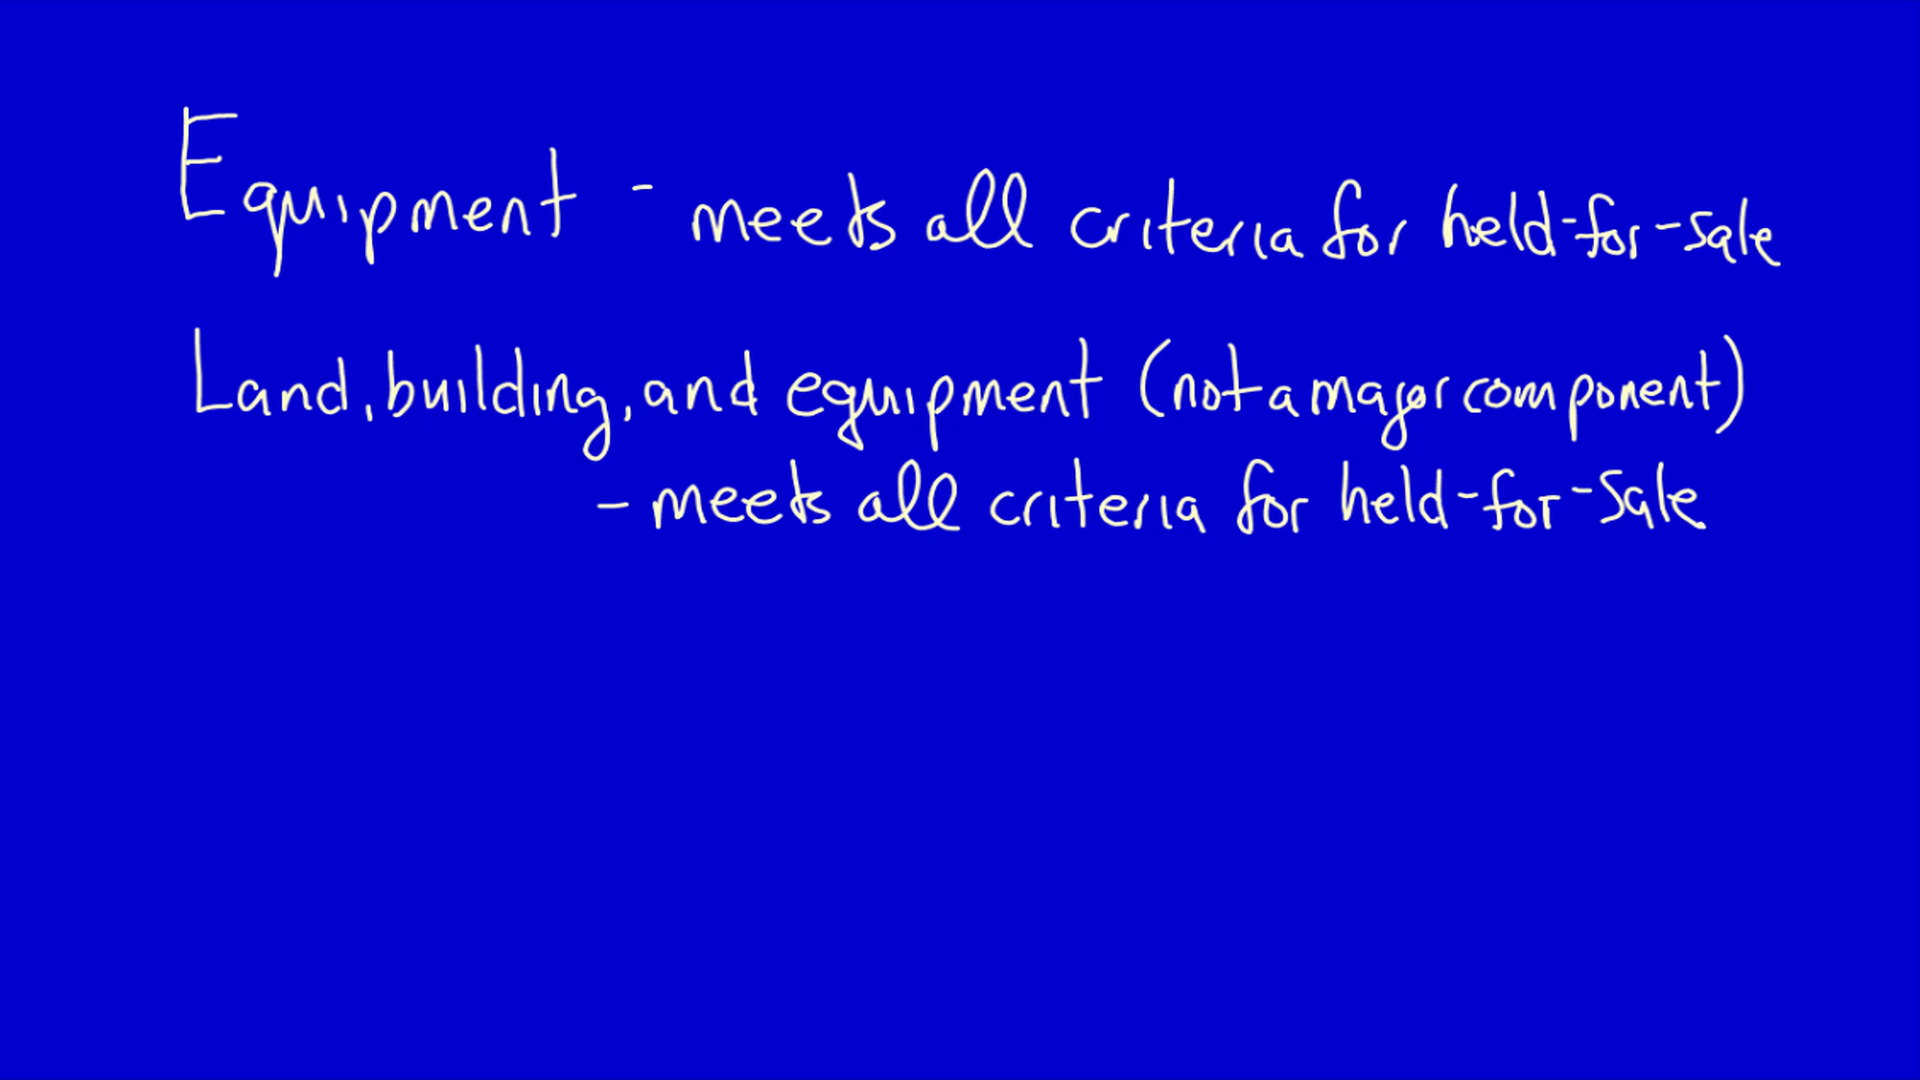 Equipment - meets all criteria for held-for-sale
Land, building, and equipment (not a major component)
- meets all criteria for held-for-sale